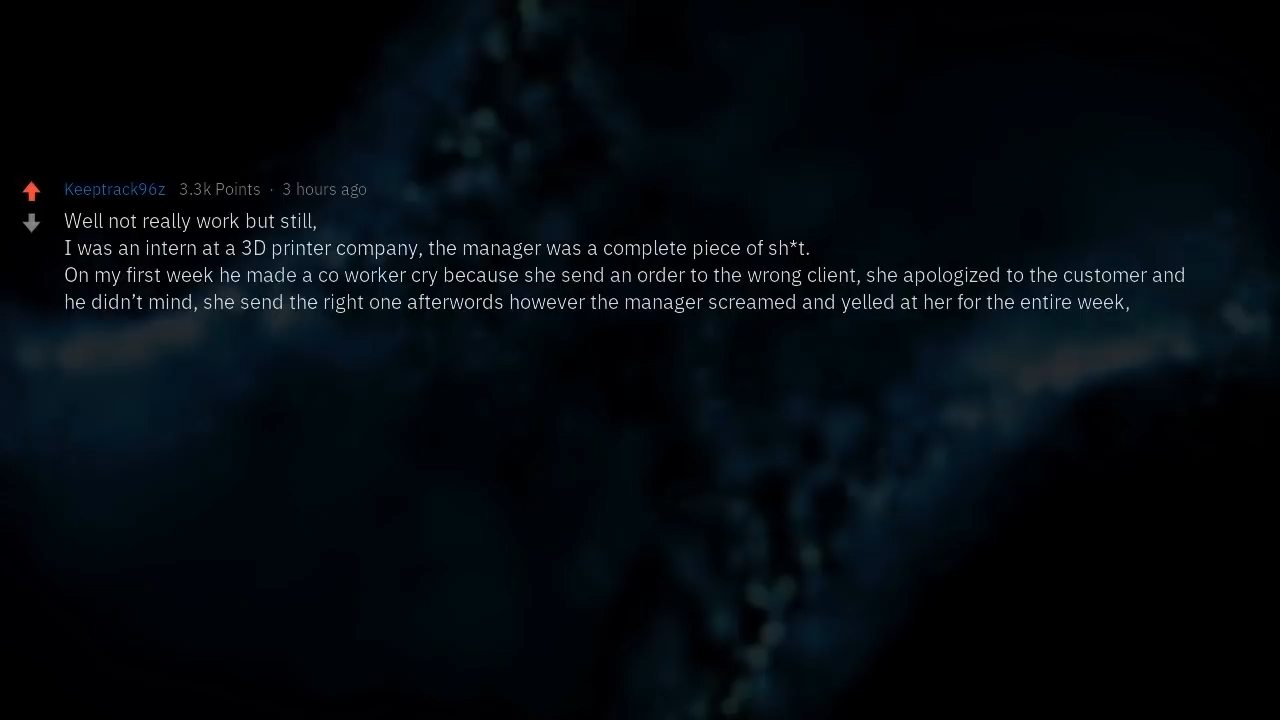 Keeptrack96z 3.3k Points · 3 hours ago
Well not really work but still,
I was an intern at a 3D printer company, the manager was a complete piece of sh*t.
On my first week he made a co worker cry because she send an order to the wrong client, she apologized to the customer and
he didn’t mind, she send the right one afterwords however the manager screamed and yelled at her for the entire week,